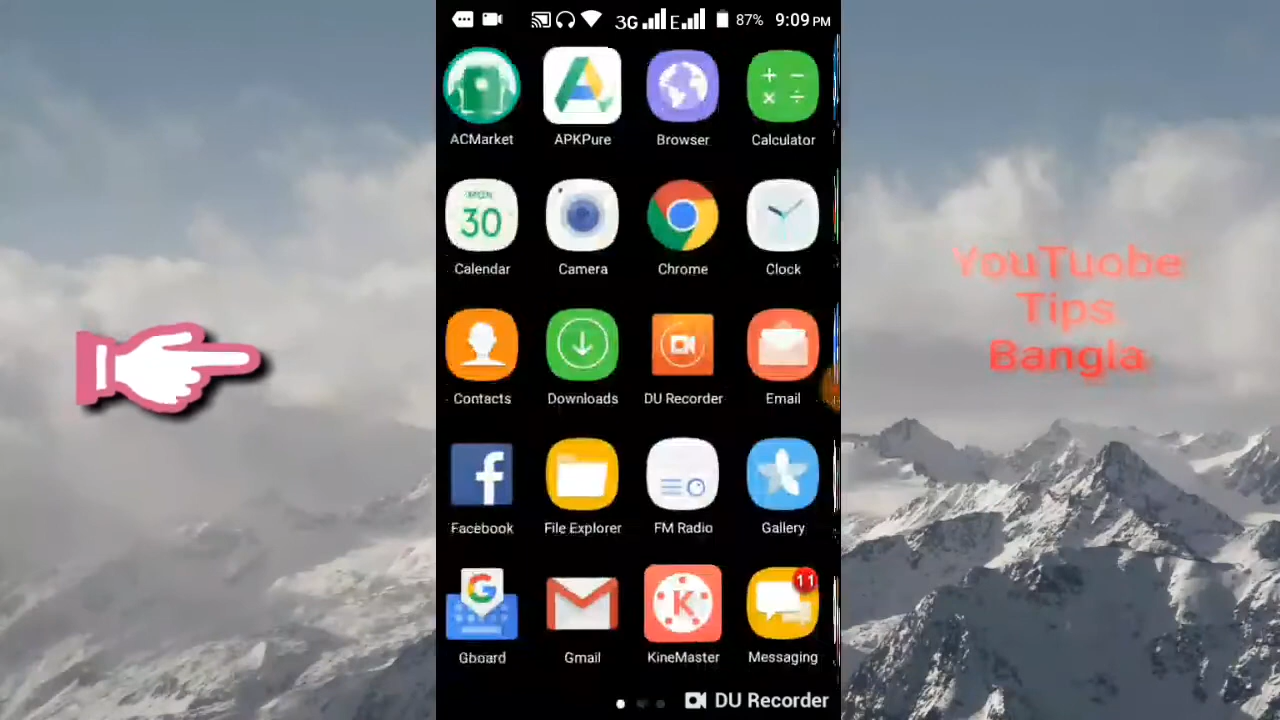 3G E 87% 9:09 PM
ACMarket APKPure Browser Calculator
MON
30
Calendar Camera Chrome Clock
Contacts Downloads DU Recorder Email
Facebook File Explorer FM Radio Gallery
11
Gboard Gmail KineMaster Messaging
DU Recorder
YouTuobe
Tips
Bangla